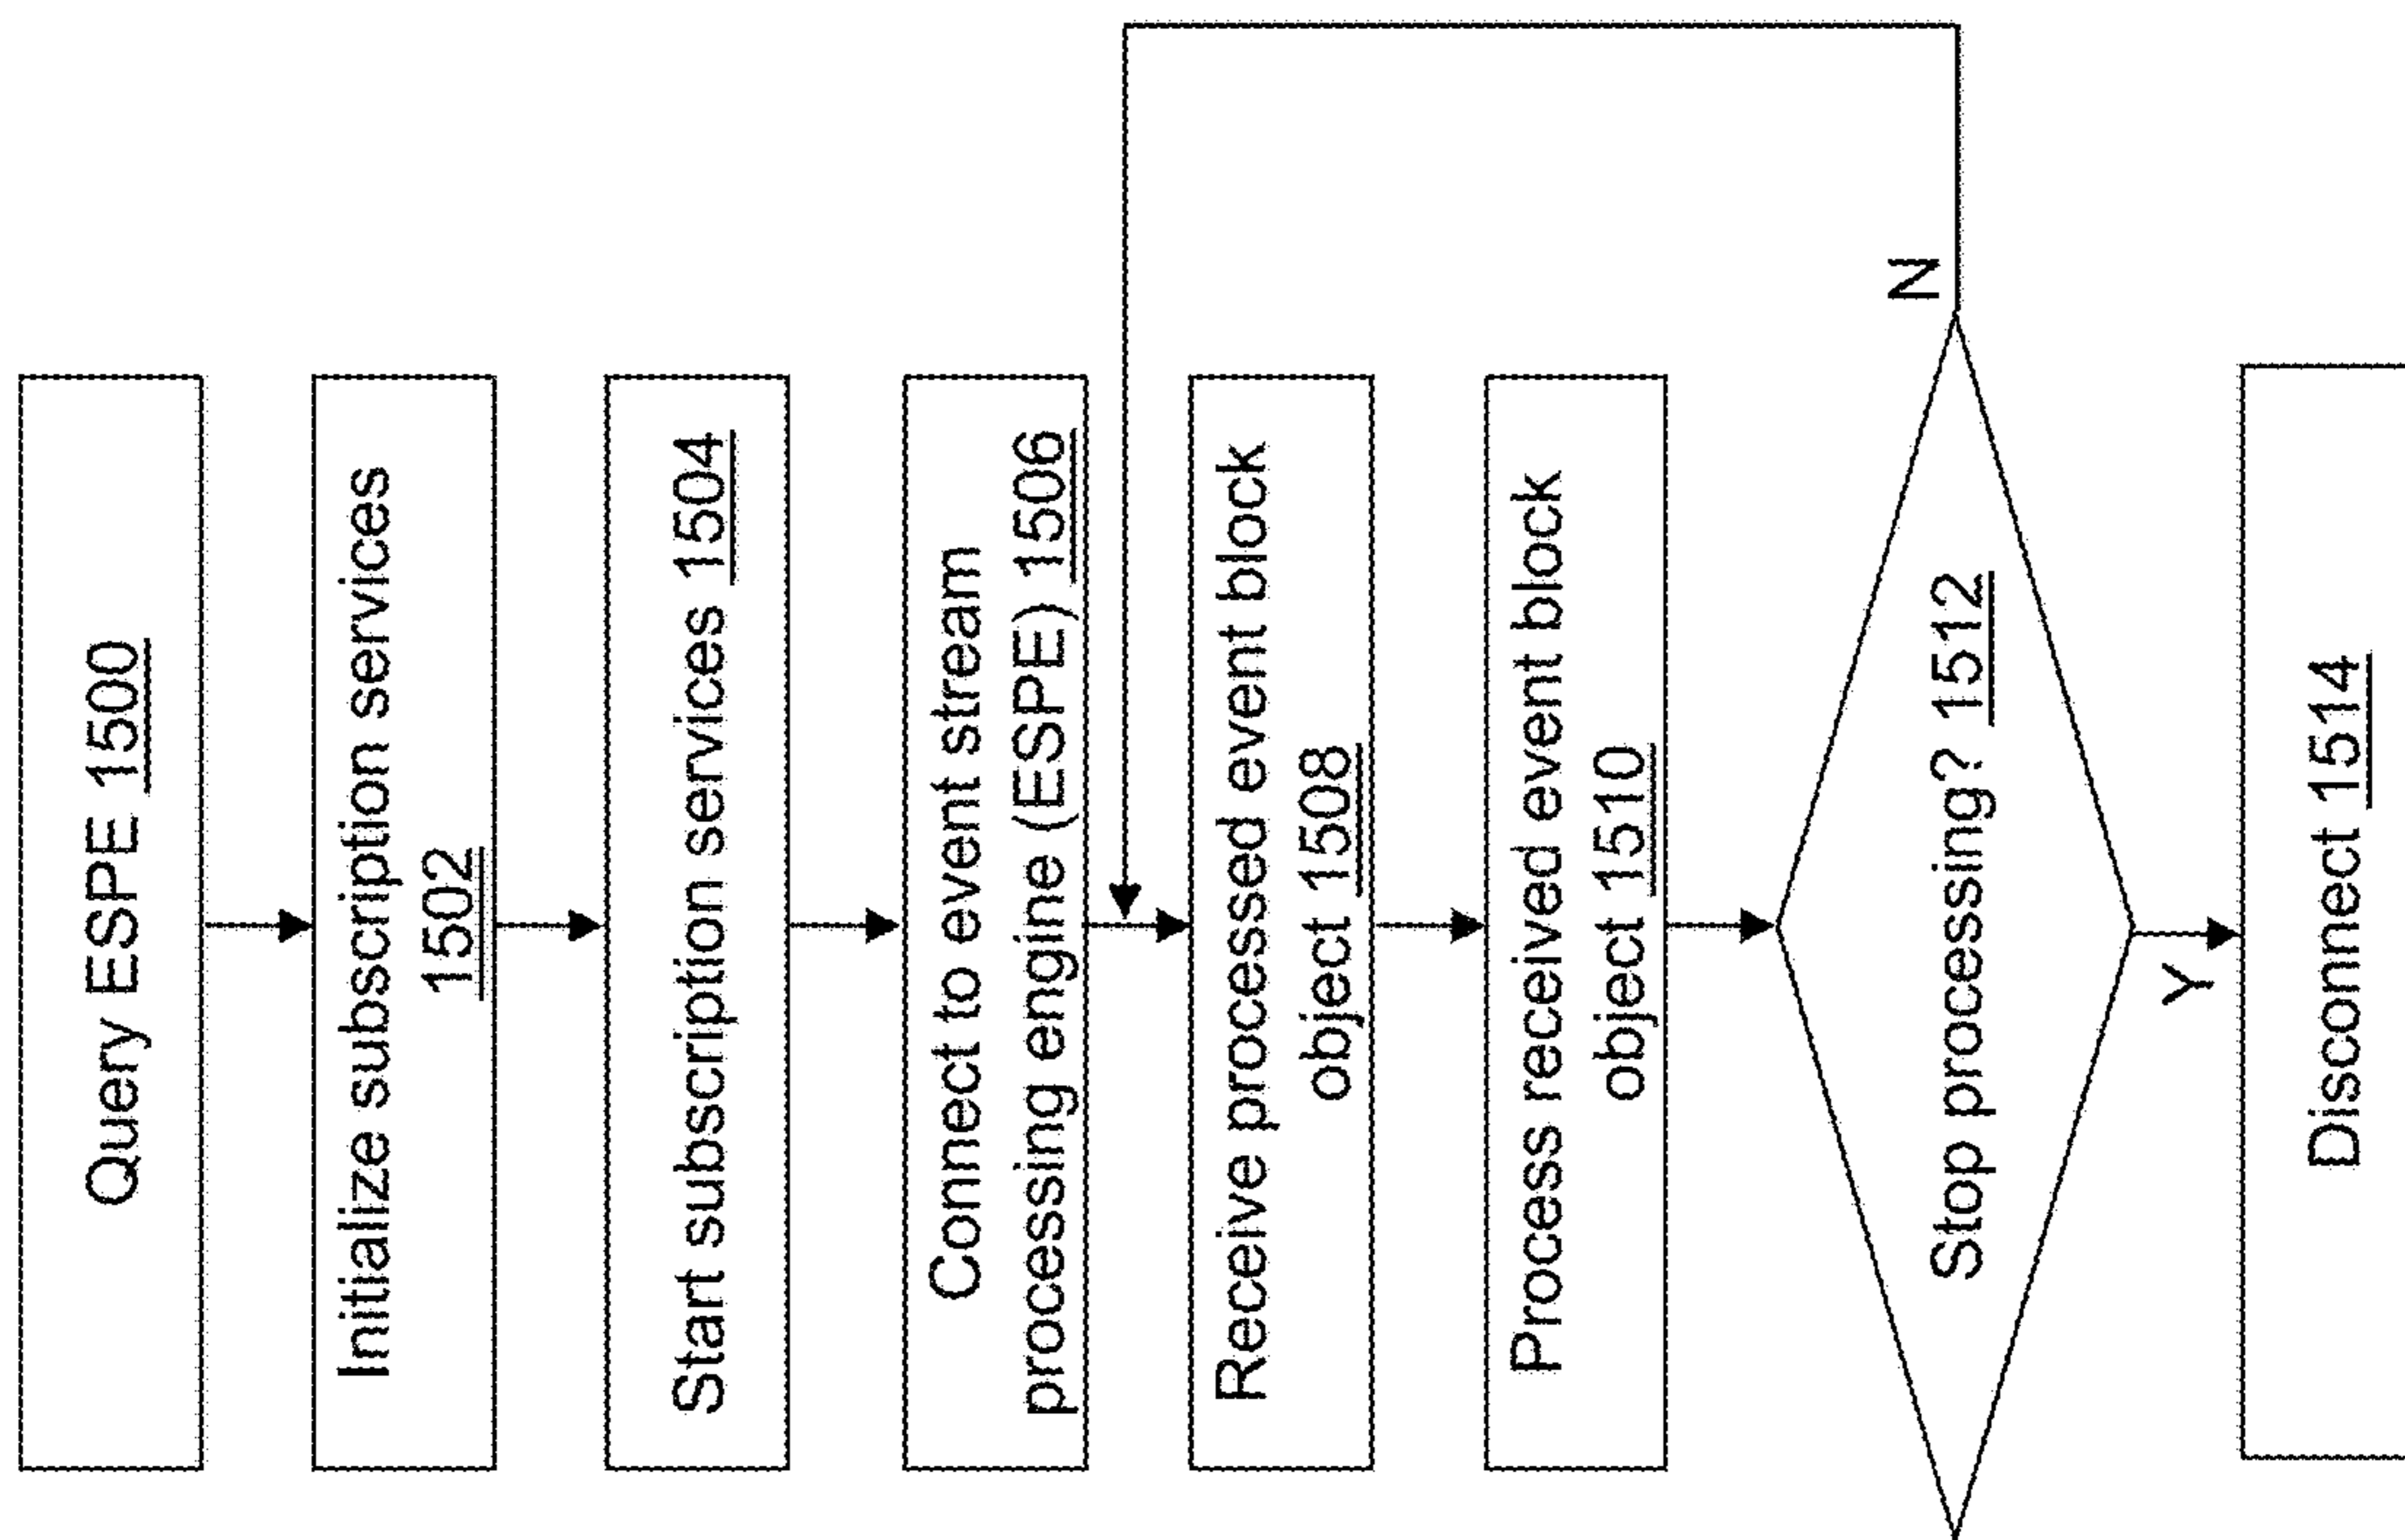 Query ESPE 1500
Initialize subscription services
1502
Start subscription services 1504
Connect to event stream
processing engine (ESPE) 1506
Receive processed event block
object 1508
Process received event block
object 1510
Stop processing? 1512
N
Y
Disconnect 1514